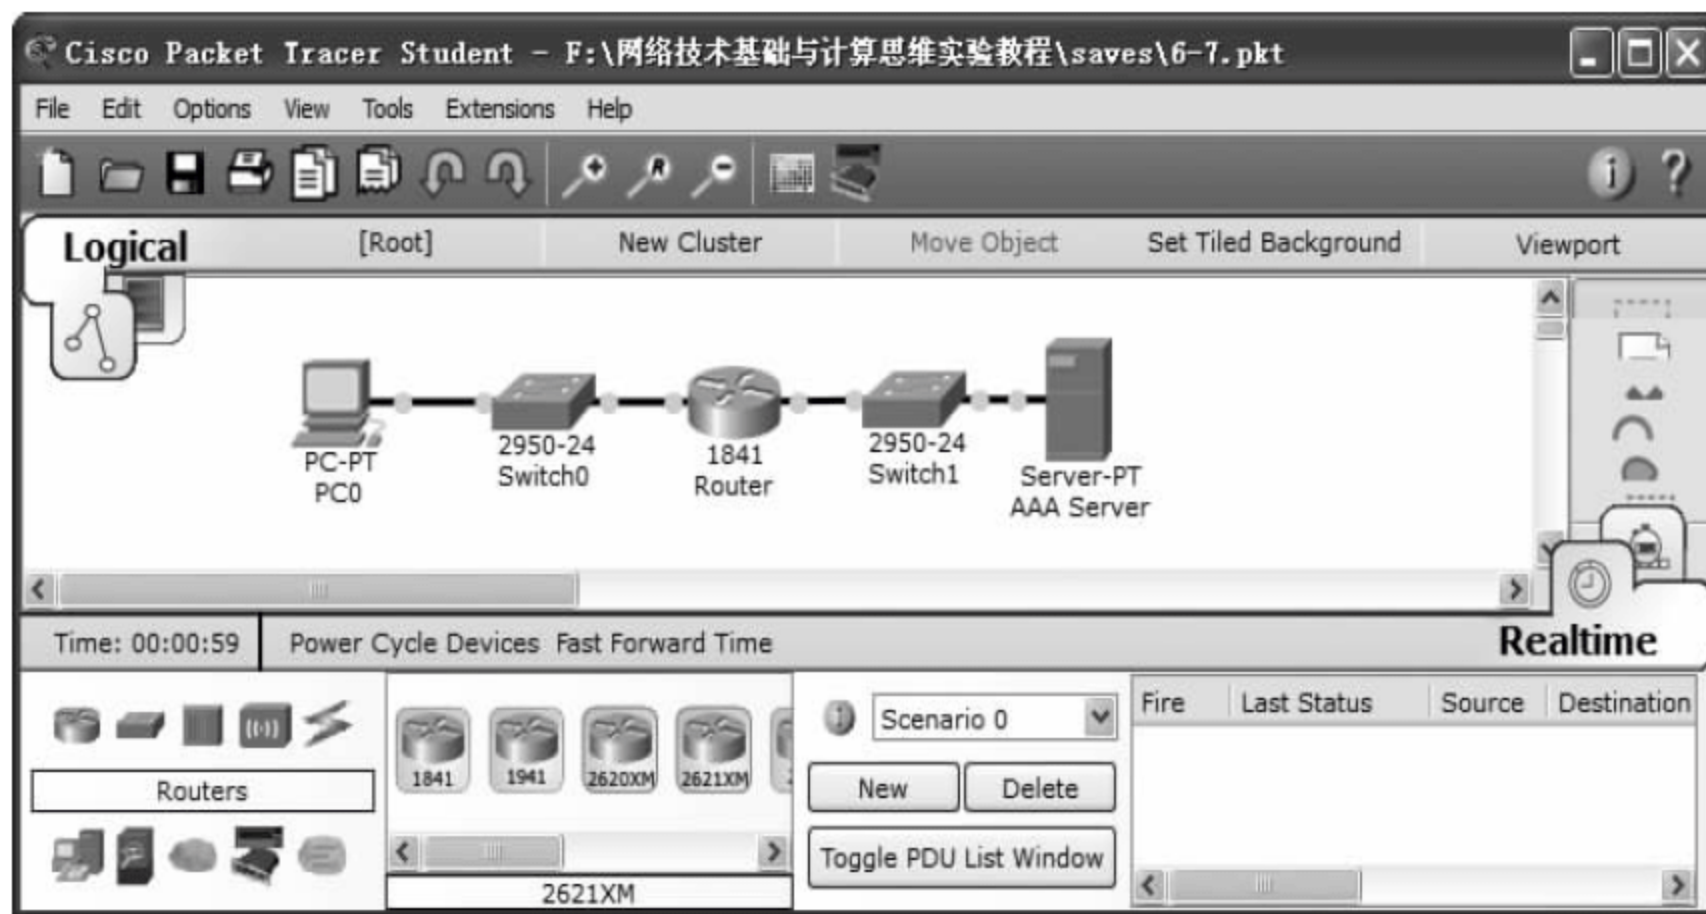 Cisco Packet Tracer Student - F:\网络技术基础与计算思维实验教程\saves\6-7.pkt
File Edit Options View Tools Extensions Help
Logical [Root] New Cluster Move Object Set Tiled Background Viewport
PC-PT
PC0
2950-24
Switch0
1841
Router
2950-24
Switch1
Server-PT
AAA Server
Time: 00:00:59 Power Cycle Devices Fast Forward Time
Realtime
Routers
1841 1941 2620XM 2621XM
2621XM
Scenario 0
New Delete
Toggle PDU List Window
Fire Last Status Source Destination